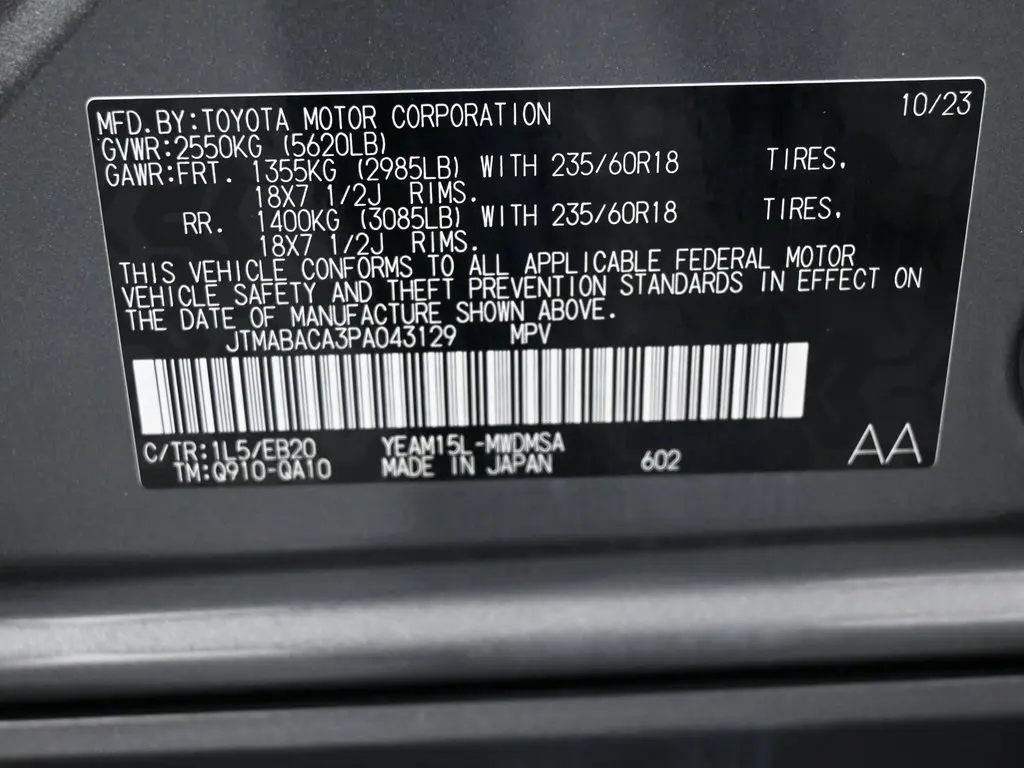 MFD.BY:TOYOTA MOTOR CORPORATION 10/23
GVWR:2550KG (5620LB)
GAWR:FRT. 1355KG (2985LB) WITH 235/60R18 TIRES,
18X7 1/2J RIMS.
RR. 1400KG (3085LB) WITH 235/60R18 TIRES,
18X7 1/2J RIMS.
THIS VEHICLE CONFORMS TO ALL APPLICABLE FEDERAL MOTOR
VEHICLE SAFETY AND THEFT PREVENTION STANDARDS IN EFFECT ON
THE DATE OF MANUFACTURE SHOWN ABOVE.
JTMABACA3PA043129 MPV
C/TR:1L5/EB20 YEAM15L-MWDMSA
TM:Q910-QA10 MADE IN JAPAN 602
AA